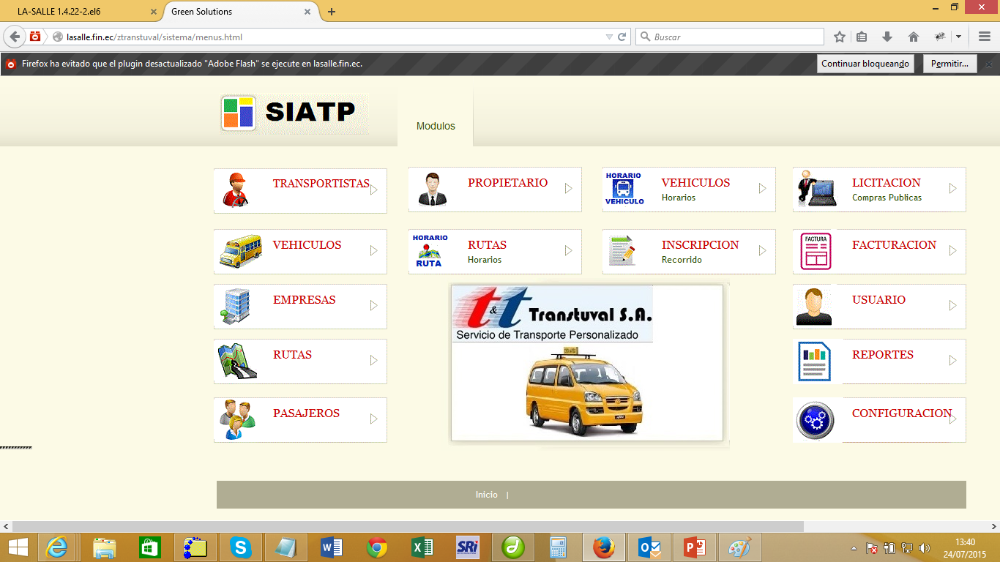 LA-SALLE 1.4.22-2.el6
Green Solutions
lasalle.fin.ec/ztranstuval/sistema/menus.html
Buscar
Firefox ha evitado que el plugin desactualizado "Adobe Flash" se ejecute en lasalle.fin.ec.
Continuar bloqueando
Permitir...
SIATP
Modulos
TRANSPORTISTAS
PROPIETARIO
HORARIO
VEHICULO
VEHICULOS
Horarios
LICITACION
Compras Publicas
VEHICULOS
HORARIO
RUTA
RUTAS
Horarios
INSCRIPCION
Recorrido
FACTURA
FACTURACION
EMPRESAS
t&t Transtuval S.A.
Servicio de Transporte Personalizado
USUARIO
RUTAS
REPORTES
PASAJEROS
CONFIGURACION
Inicio |
SRi
13:40
24/07/2015